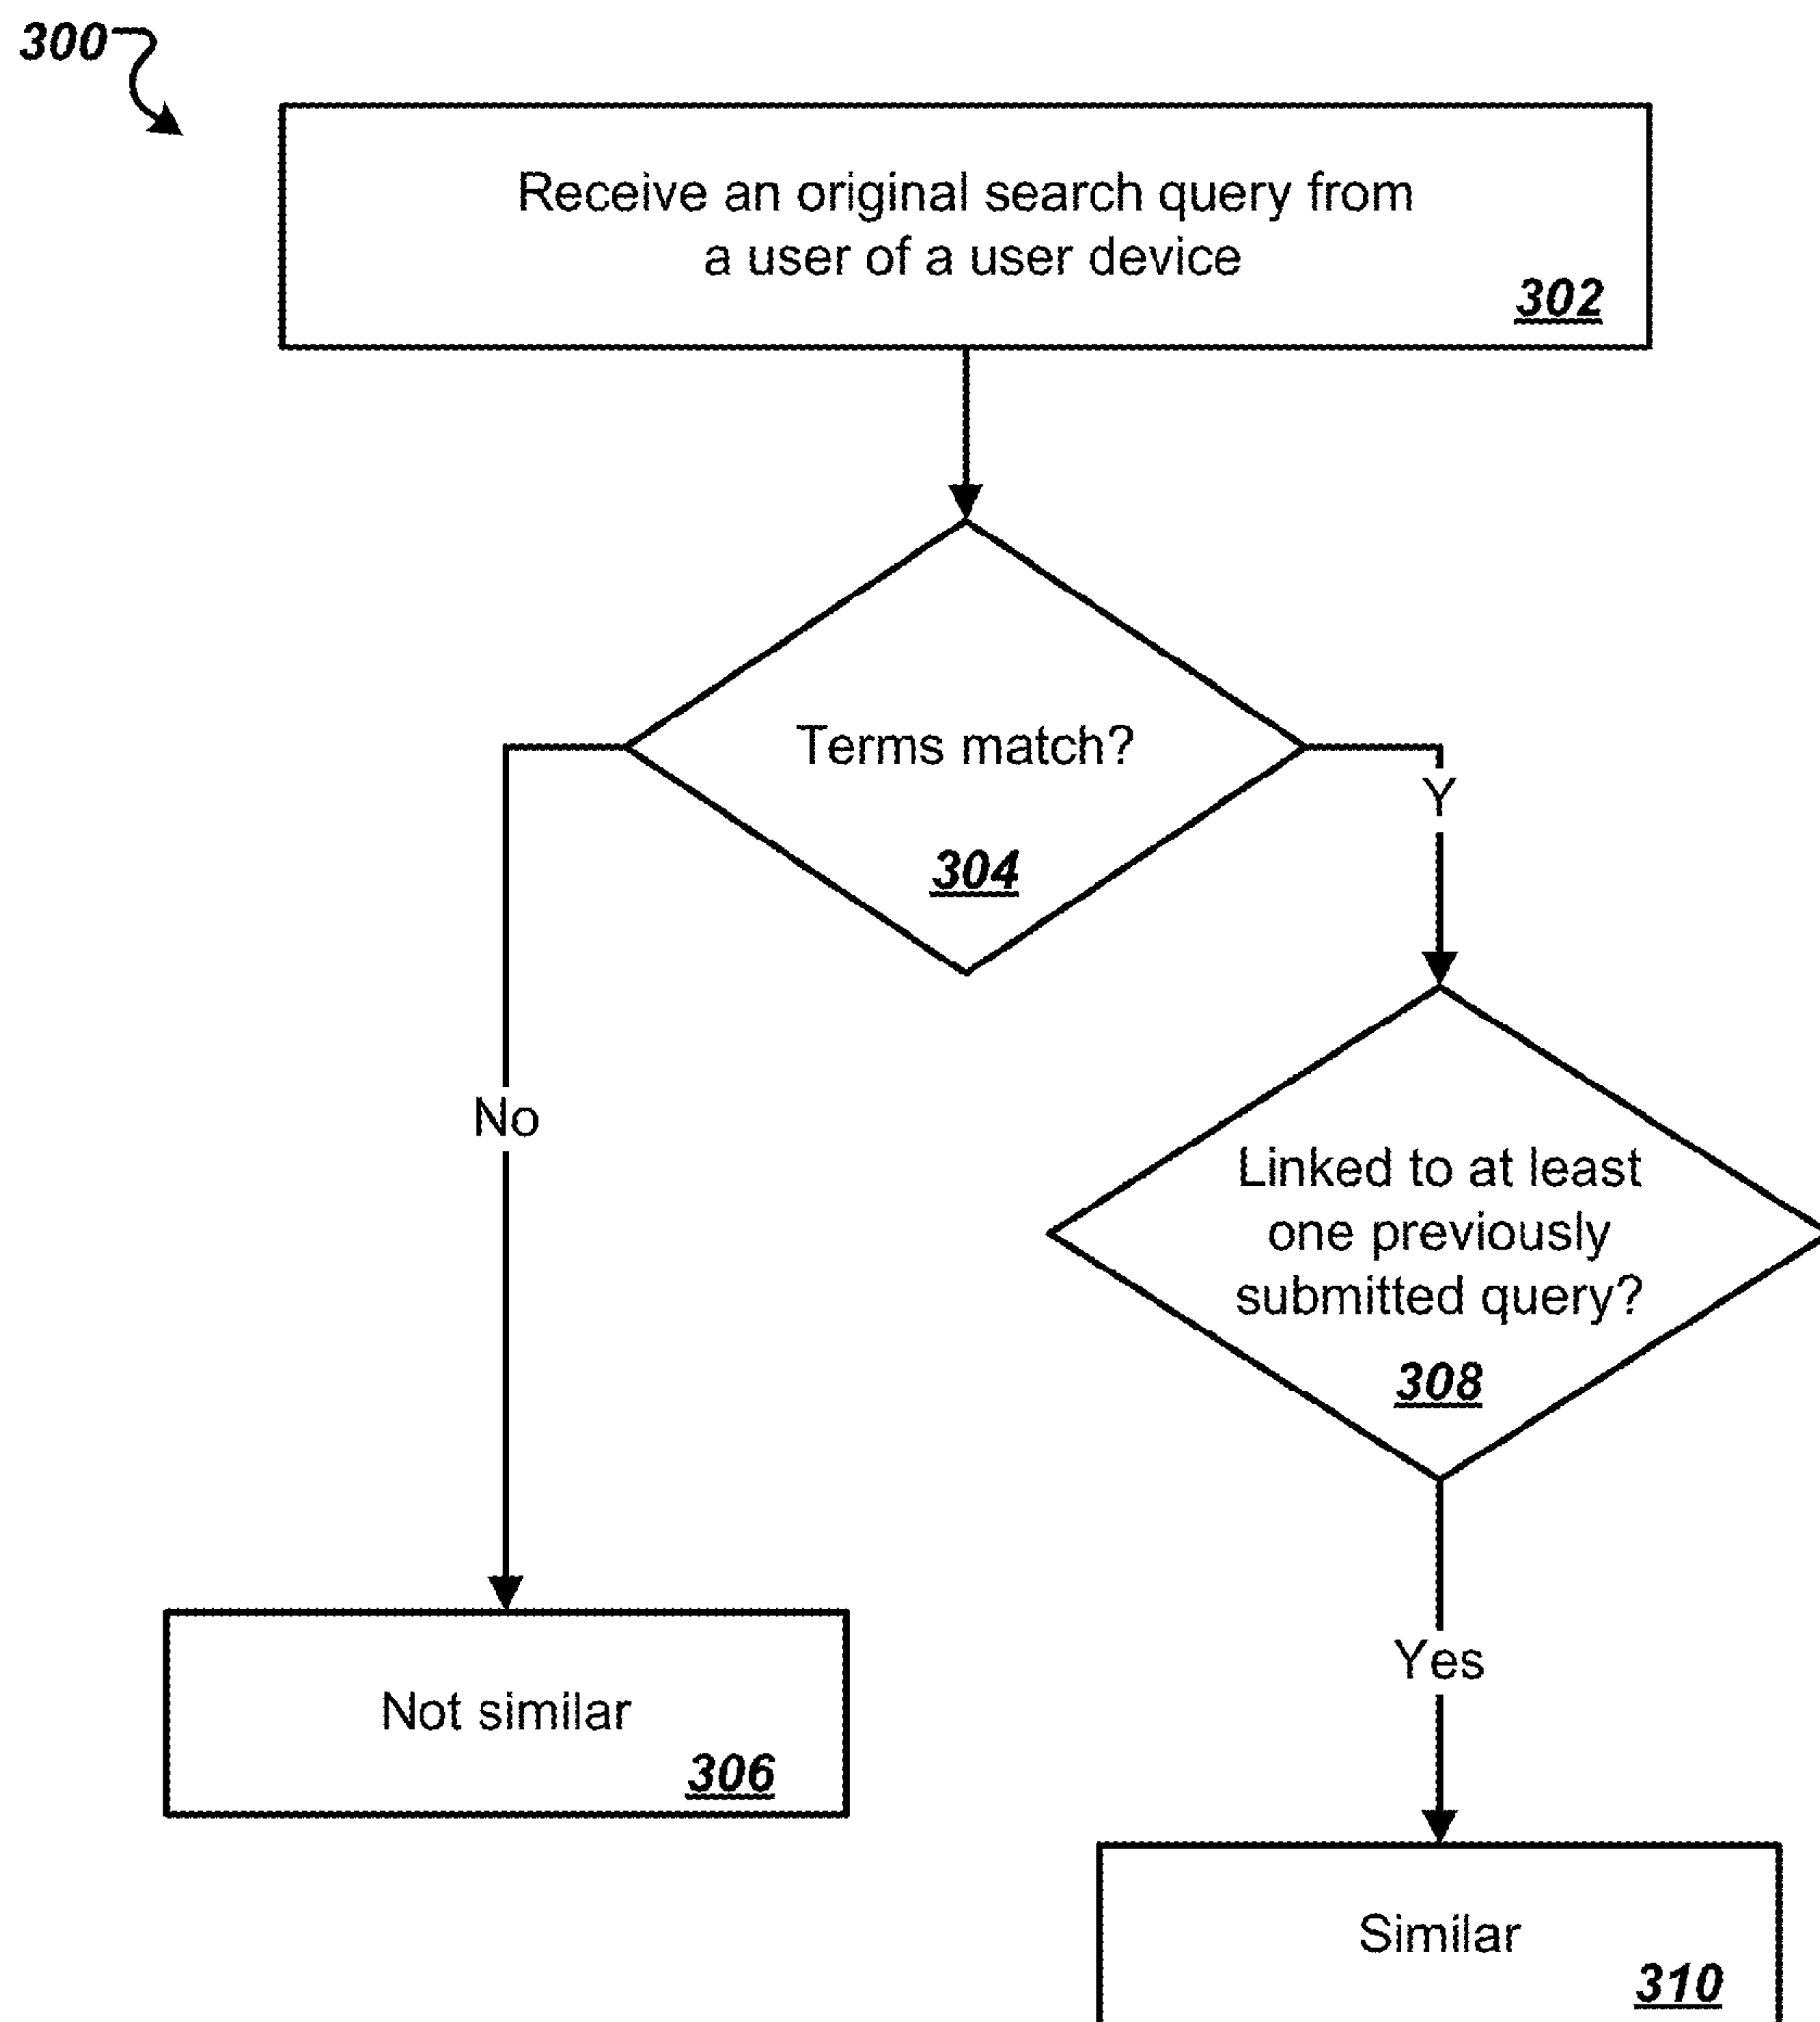 300
Receive an original search query from
a user of a user device
302
Terms match?
304
Y
No
Linked to at least
one previously
submitted query?
308
Yes
Not similar
306
Similar
310